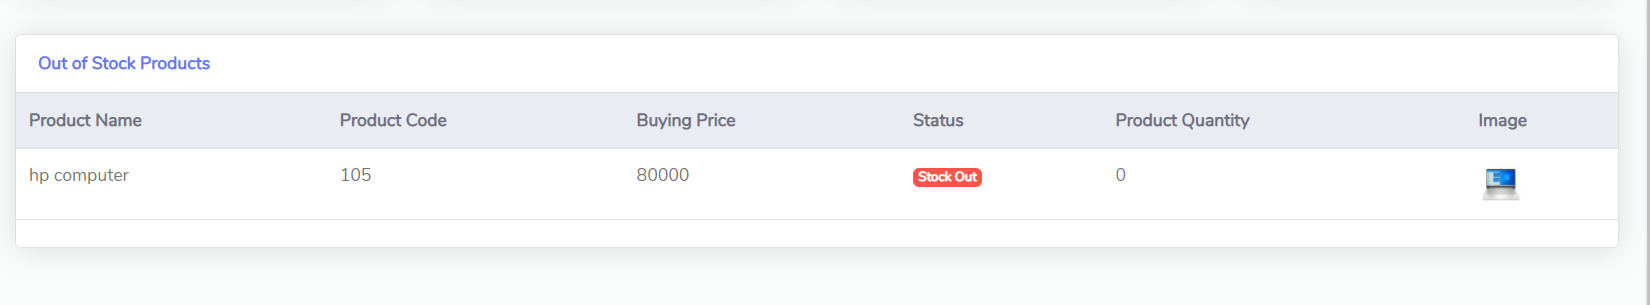 Out of Stock Products
Product Name Product Code Buying Price Status Product Quantity Image
hp computer 105 80000 Stock Out 0